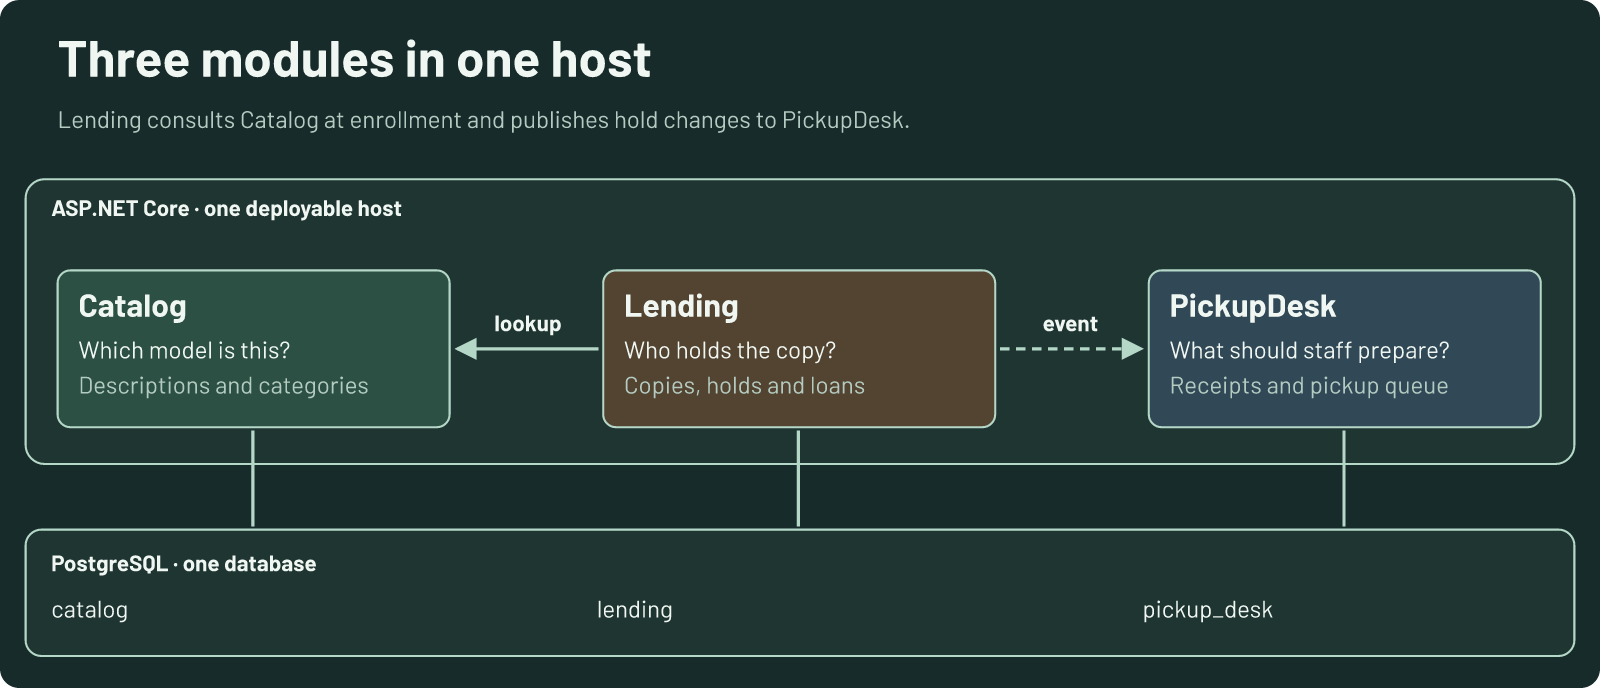 Three modules in one host
Lending consults Catalog at enrollment and publishes hold changes to PickupDesk.
ASP.NET Core · one deployable host
Catalog
Which model is this?
Descriptions and categories
lookup
Lending
Who holds the copy?
Copies, holds and loans
event
PickupDesk
What should staff prepare?
Receipts and pickup queue
PostgreSQL · one database
catalog
lending
pickup_desk